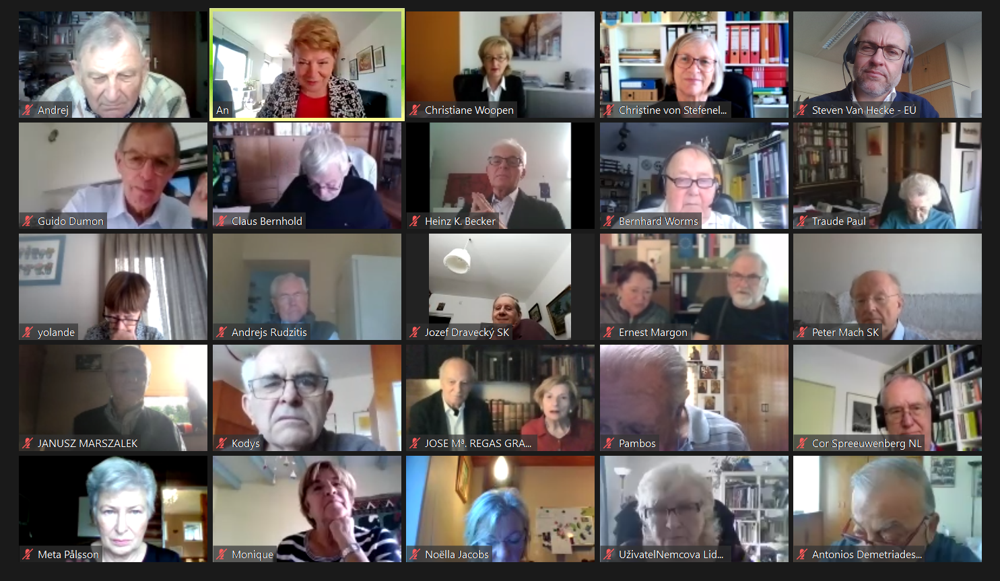 Andrej
An
Christiane Woopen
Christine von Stefenel...
Steven Van Hecke - EU
Guido Dumon
Claus Bernhold
Heinz K. Becker
Bernhard Worms
Traude Paul
yolande
Andrejs Rudzitis
Jozef Dravecký SK
Ernest Margon
Peter Mach SK
JANUSZ MARSZALEK
Kodys
JOSE Mª. REGAS GRA...
Pambos
Cor Spreeuwenberg NL
Meta Pålsson
Monique
Noëlla Jacobs
UživatelNemcova Lid...
Antonios Demetriades...